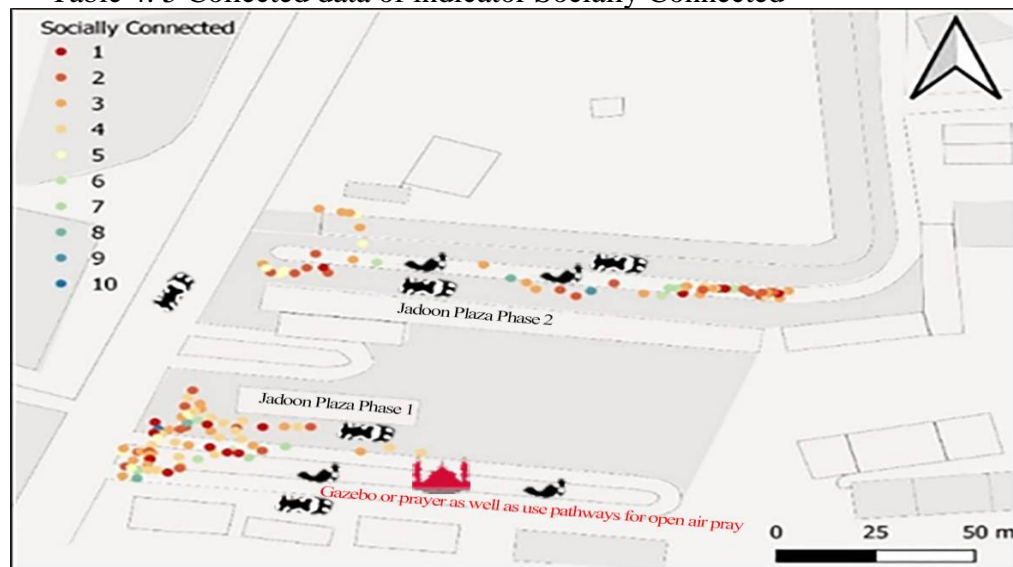 Table 4. 5 Collected data of indicator Socially Connected
Socially Connected
1
2
3
4
5
6
7
8
9
10
Jadoon Plaza Phase 2
Jadoon Plaza Phase 1
Gazebo or prayer as well as use pathways for open air pray
0 25 50 m